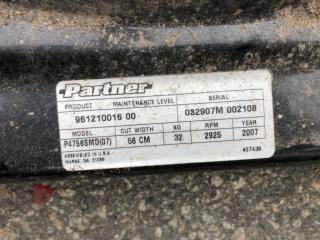 Partner
PRODUCT MAINTENANCE LEVEL SERIAL
961210016 00 032907M 002108
MODEL CUT WIDTH KG RPM YEAR
P4756SMD(07) 56 CM 32 2925 2007
ASSEMBLED IN U.S.A. 407438